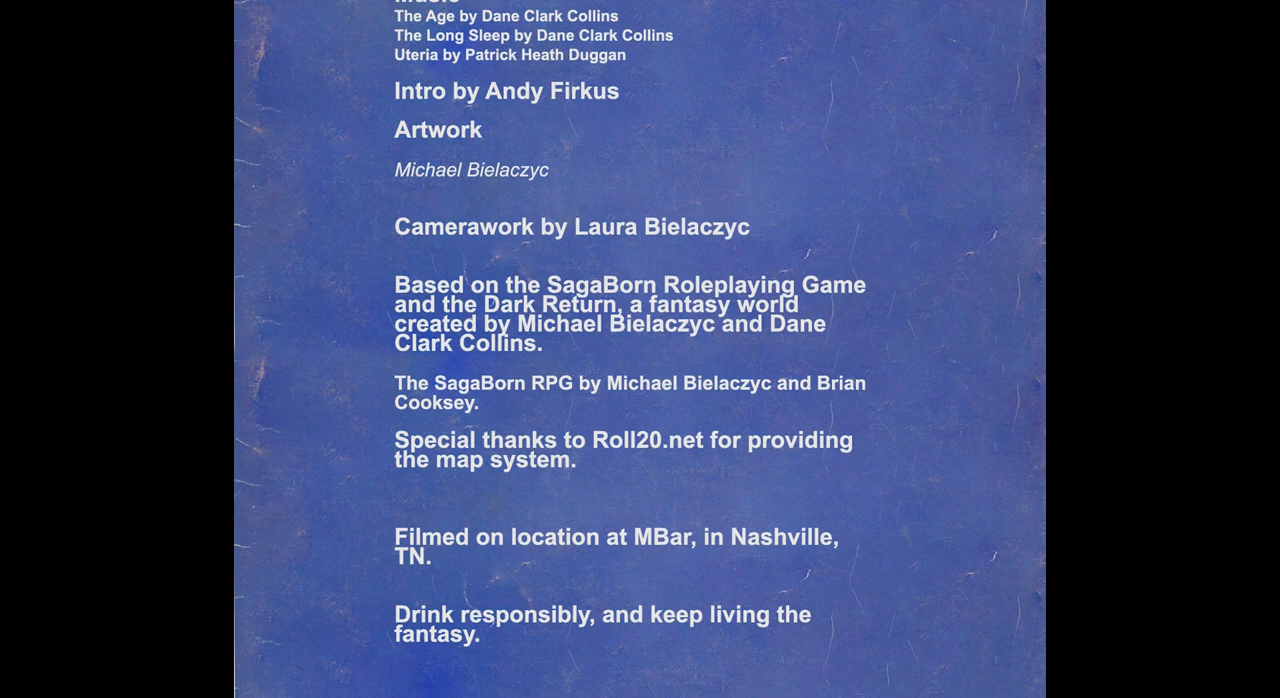 Music
The Age by Dane Clark Collins
The Long Sleep by Dane Clark Collins
Uteria by Patrick Heath Duggan
Intro by Andy Firkus
Artwork
Michael Bielaczyc
Camerawork by Laura Bielaczyc
Based on the SagaBorn Roleplaying Game
and the Dark Return, a fantasy world
created by Michael Bielaczyc and Dane
Clark Collins.
The SagaBorn RPG by Michael Bielaczyc and Brian
Cooksey.
Special thanks to Roll20.net for providing
the map system.
Filmed on location at MBar, in Nashville,
TN.
Drink responsibly, and keep living the
fantasy.